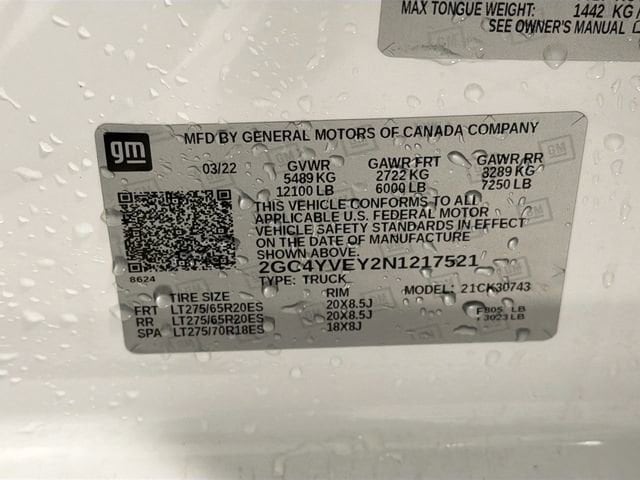 MAX TONGUE WEIGHT: 1442 KG /
SEE OWNER'S MANUAL
gm
MFD BY GENERAL MOTORS OF CANADA COMPANY
03/22 GVWR GAWR FRT GAWR RR
5489 KG 2722 KG 3289 KG
12100 LB 6000 LB 7250 LB
THIS VEHICLE CONFORMS TO ALL
APPLICABLE U.S. FEDERAL MOTOR
VEHICLE SAFETY STANDARDS IN EFFECT
ON THE DATE OF MANUFACTURE
SHOWN ABOVE.
2GC4YVEY2N1217521
8624
TYPE: TRUCK MODEL: 21CK30743
TIRE SIZE RIM
FRT LT275/65R20ES 20X8.5J
RR LT275/65R20ES 20X8.5J F805 LB
SPA LT275/70R18ES 18X8J 3023 LB